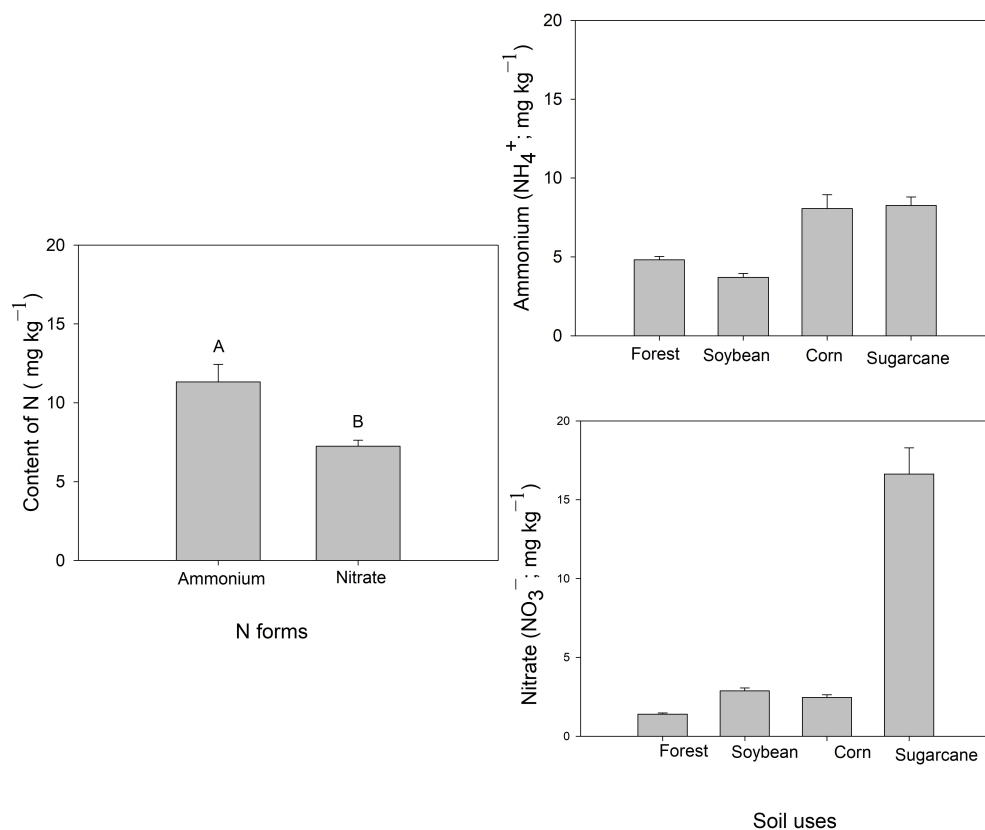 Content of N ( mg kg⁻¹)
20
15
10
5
0
A
B
Ammonium Nitrate
N forms
Ammonium (NH₄⁺; mg kg⁻¹)
20
15
10
5
0
Forest Soybean Corn Sugarcane
Nitrate (NO₃⁻; mg kg⁻¹)
20
15
10
5
0
Forest Soybean Corn Sugarcane
Soil uses